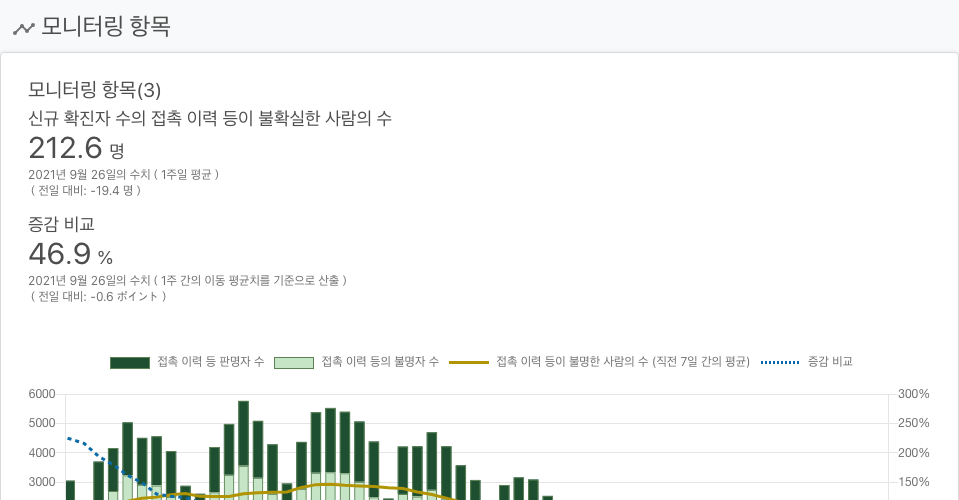 모니터링 항목
모니터링 항목(3)
신규 확진자 수의 접촉 이력 등이 불확실한 사람의 수
212.6 명
2021년 9월 26일의 수치 ( 1주일 평균 )
( 전일 대비: -19.4 명 )
증감 비교
46.9 %
2021년 9월 26일의 수치 ( 1주 간의 이동 평균치를 기준으로 산출 )
( 전일 대비: -0.6 ポイント )
접촉 이력 등 판명자 수 접촉 이력 등의 불명자 수 접촉 이력 등이 불명한 사람의 수 (직전 7일 간의 평균) 증감 비교
6000 300%
5000 250%
4000 200%
3000 150%